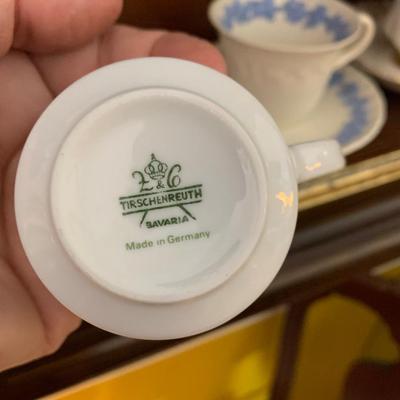 L & C
TIRSCHENREUTH
BAVARIA
Made in Germany